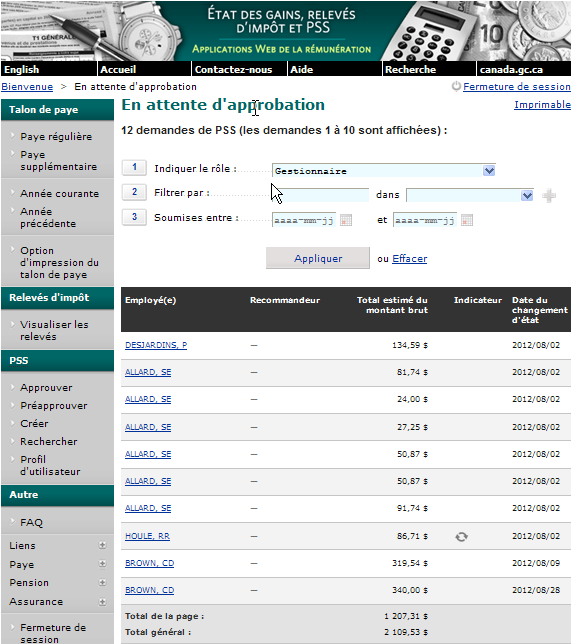 T1 GÉNÉRAL
ÉTAT DES GAINS, RELEVÉS
D'IMPÔT ET PSS
APPLICATIONS WEB DE LA RÉMUNÉRATION
English Accueil Contactez-nous Aide Recherche canada.gc.ca
Bienvenue > En attente d'approbation Fermeture de session
Talon de paye
Paye régulière
Paye
supplémentaire
Année courante
Année
précédente
Option
d'impression du
talon de paye
Relevés d'impôt
Visualiser les
relevés
PSS
Approuver
Préapprouver
Créer
Rechercher
Profil
d'utilisateur
Autre
FAQ
Liens
Paye
Pension
Assurance
Fermeture de
session
En attente d'approbation
Imprimable
12 demandes de PSS (les demandes 1 à 10 sont affichées) :
1 Indiquer le rôle : Gestionnaire
2 Filtrer par : dans
3 Soumises entre : aaaa-mm-jj et aaaa-mm-jj
Appliquer ou Effacer
Employé(e) Recommandeur Total estimé du montant brut Indicateur Date du changement d'état
DESJARDINS, P — 134,59 $ 2012/08/02
ALLARD, SE — 81,74 $ 2012/08/02
ALLARD, SE — 24,00 $ 2012/08/02
ALLARD, SE — 27,25 $ 2012/08/02
ALLARD, SE — 50,87 $ 2012/08/02
ALLARD, SE — 50,87 $ 2012/08/02
ALLARD, SE — 91,74 $ 2012/08/02
HOULE, RR — 86,71 $ 2012/08/02
BROWN, CD — 319,54 $ 2012/08/09
BROWN, CD — 340,00 $ 2012/08/28
Total de la page : 1 207,31 $
Total général : 2 109,53 $